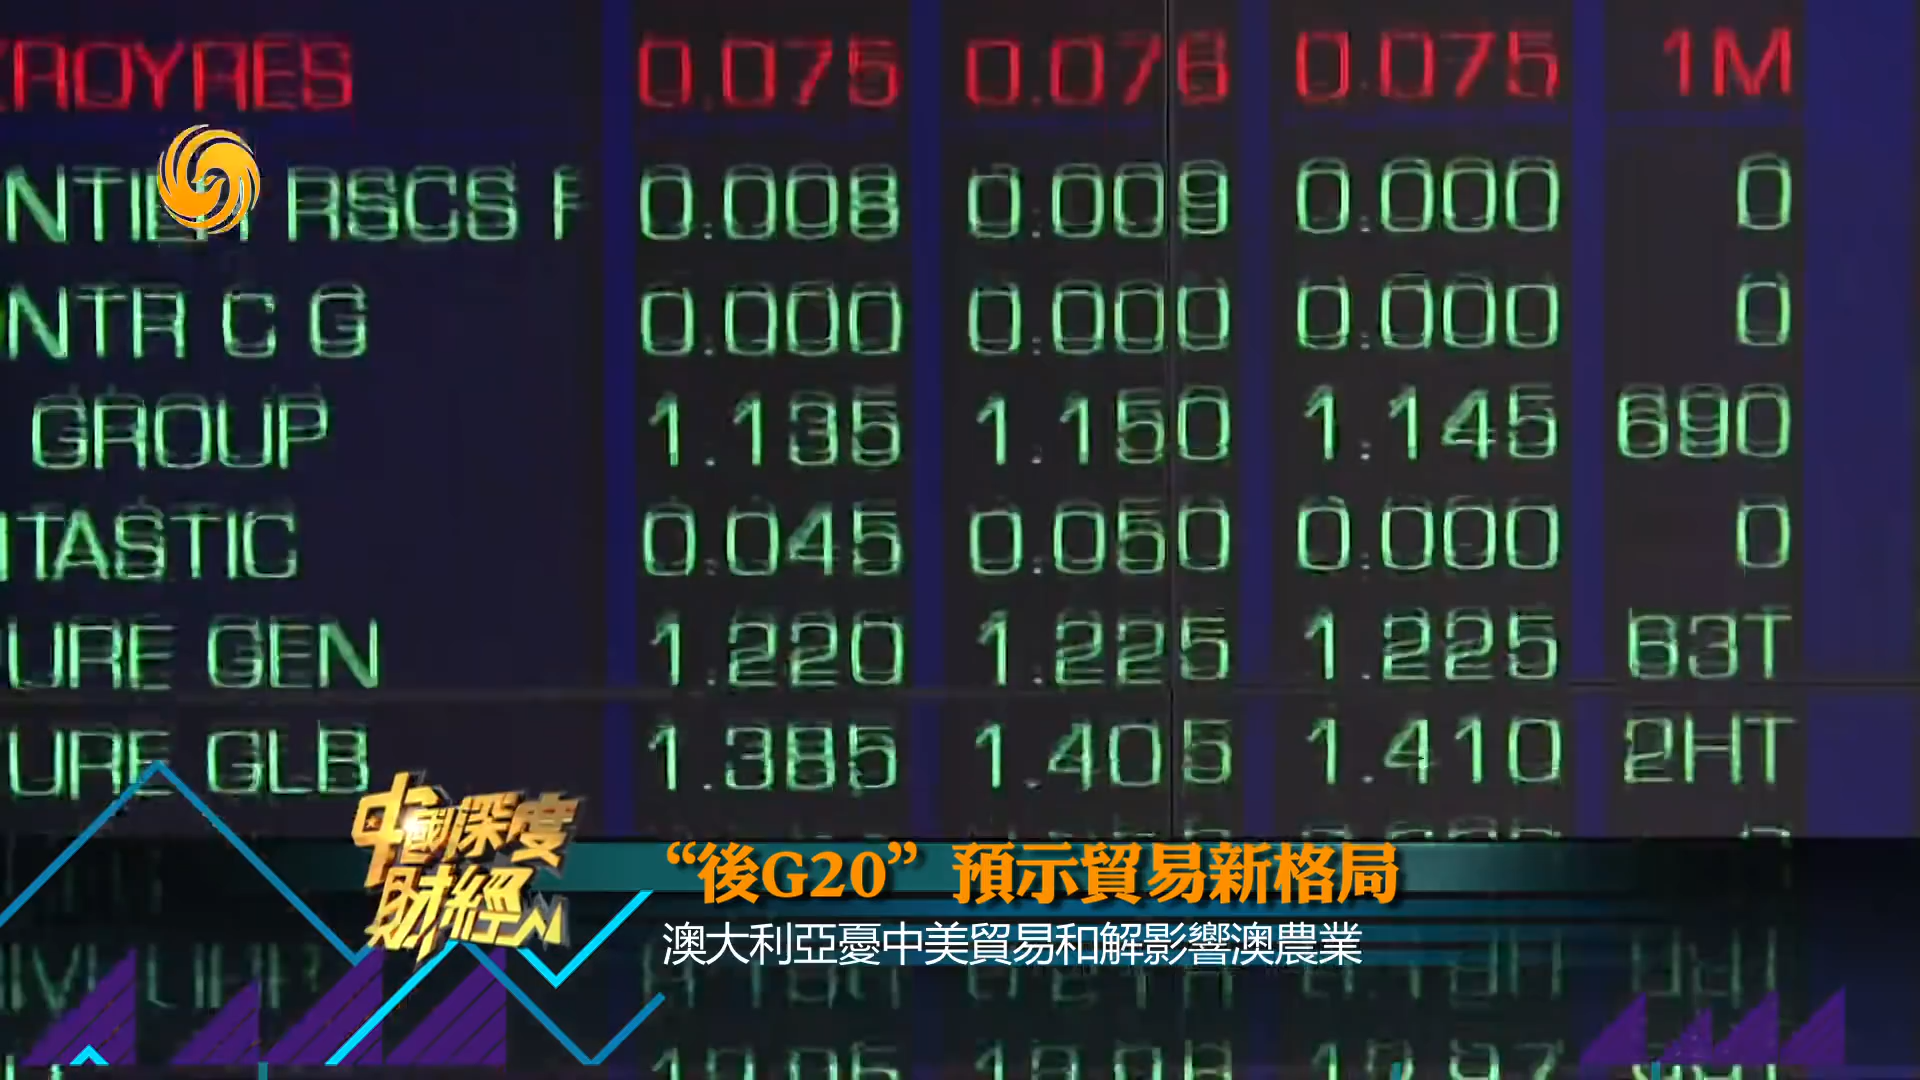 ROYRES 0.075 0.076 0.075 1M
NTIER RSCS F 0.008 0.009 0.000 0
NTR C G 0.000 0.000 0.000 0
GROUP 1.135 1.150 1.145 690
TASTIC 0.045 0.050 0.000 0
URE GEN 1.220 1.225 1.225 63T
URE GLB 1.385 1.405 1.410 2HT
中國深度
財經
“後G20”預示貿易新格局
澳大利亞憂中美貿易和解影響澳農業